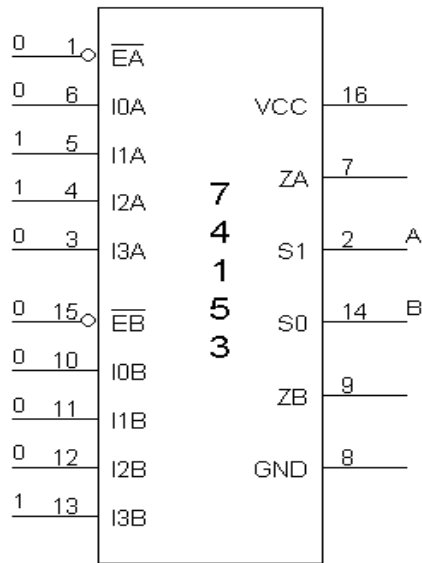 0 1 EA
0 6 I0A VCC 16
1 5 I1A
ZA 7
1 4 I2A
0 3 I3A S1 2 A
0 15 EB S0 14 B
0 10 I0B
ZB 9
0 11 I1B
0 12 I2B GND 8
1 13 I3B
7
4
1
5
3